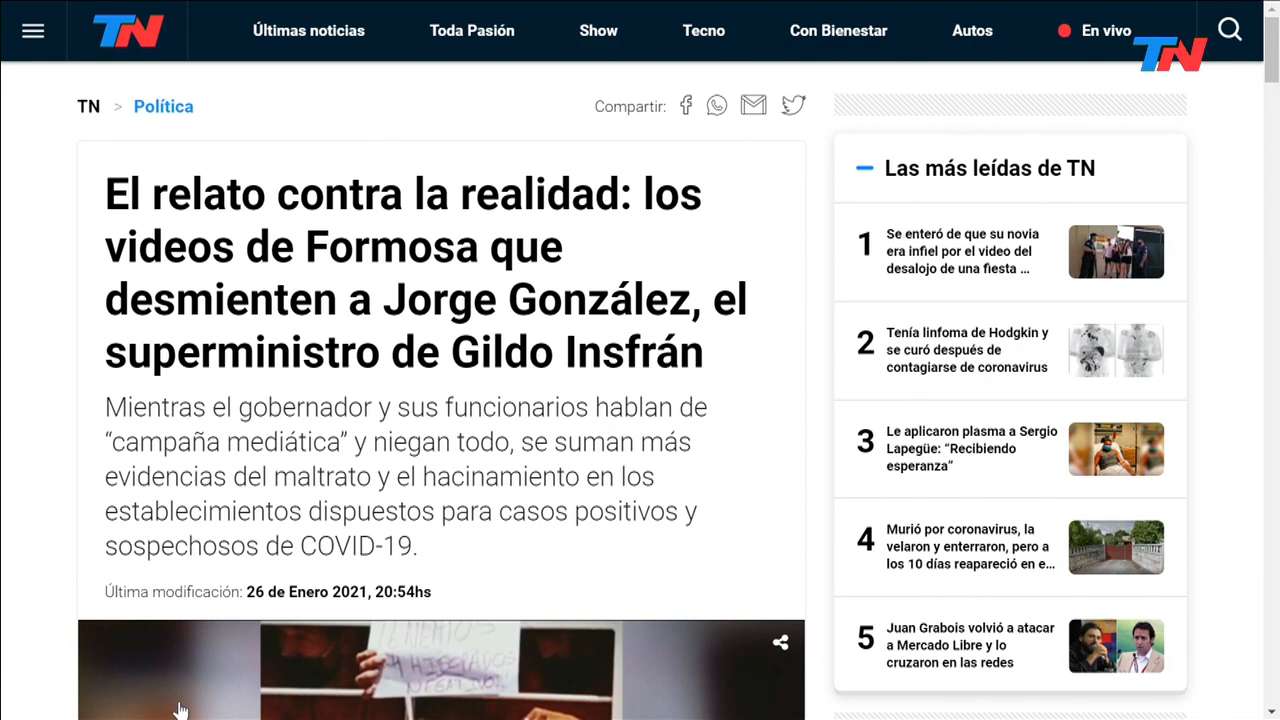 TN
Últimas noticias
Toda Pasión
Show
Tecno
Con Bienestar
Autos
En vivo
TN
TN > Política
Compartir:
El relato contra la realidad: los
videos de Formosa que
desmienten a Jorge González, el
superministro de Gildo Insfrán
Mientras el gobernador y sus funcionarios hablan de
“campaña mediática” y niegan todo, se suman más
evidencias del maltrato y el hacinamiento en los
establecimientos dispuestos para casos positivos y
sospechosos de COVID-19.
Última modificación: 26 de Enero 2021, 20:54hs
Las más leídas de TN
1
Se enteró de que su novia
era infiel por el video del
desalojo de una fiesta ...
2
Tenía linfoma de Hodgkin y
se curó después de
contagiarse de coronavirus
3
Le aplicaron plasma a Sergio
Lapegüe: “Recibiendo
esperanza”
4
Murió por coronavirus, la
velaron y enterraron, pero a
los 10 días reapareció en e...
5
Juan Grabois volvió a atacar
a Mercado Libre y lo
cruzaron en las redes